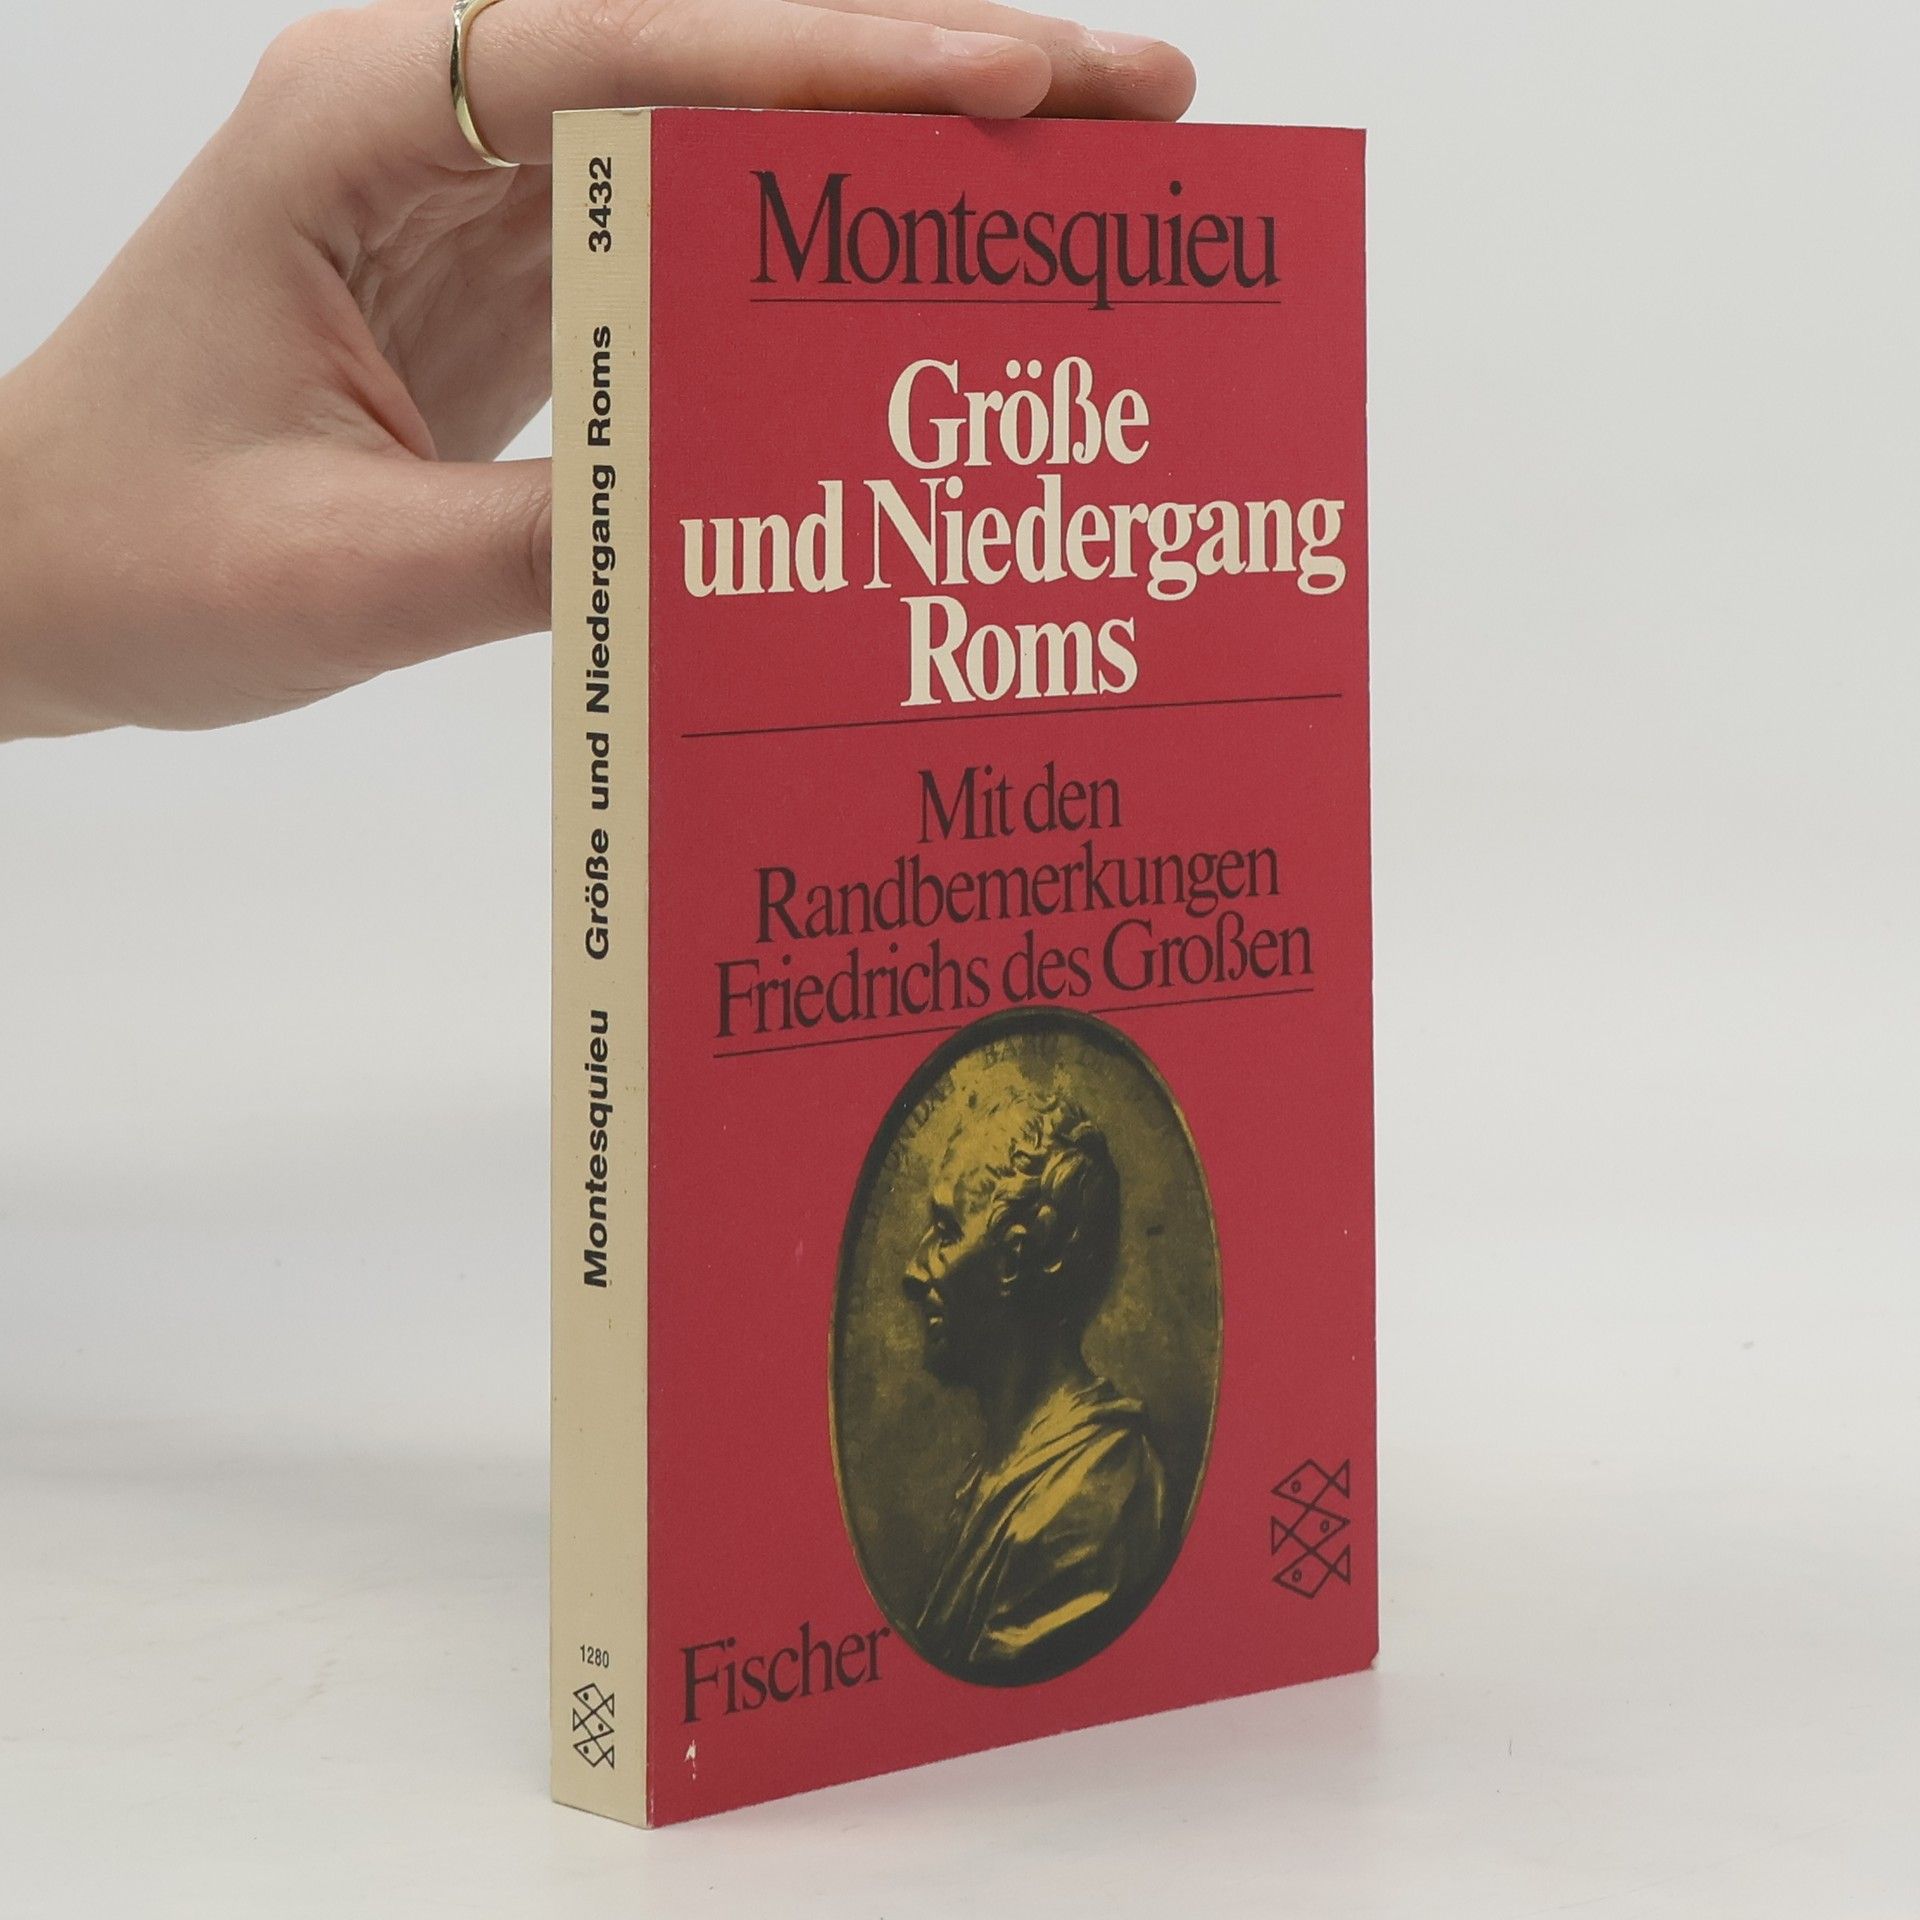 3432
Montesquieu Größe und Niedergang Roms
1280
Montesquieu
Größe
und Niedergang
Roms
Mit den
Randbemerkungen
Friedrichs des Großen
Fischer